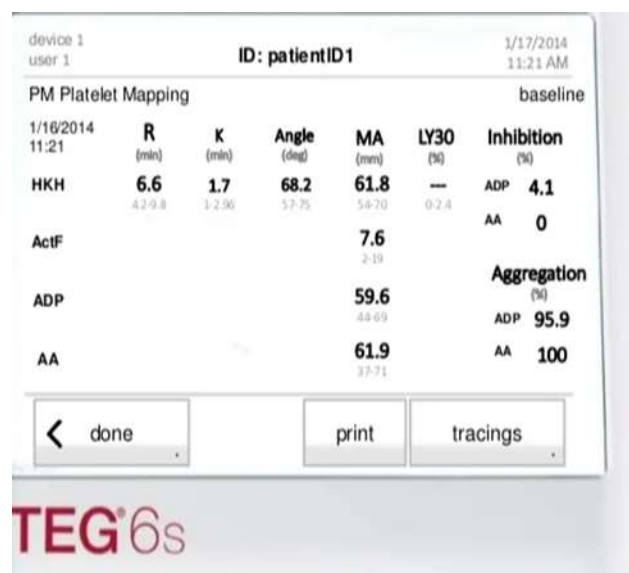 device 1
user 1
ID: patientID1
1/17/2014
11:21 AM
PM Platelet Mapping
baseline
1/16/2014
11:21
R K Angle MA LY30 Inhibition
(min) (min) (deg) (mm) (%) (%)
HKH 6.6 1.7 68.2 61.8 --- ADP 4.1
4.2-9.8 1-2.96 57-75 54-70 0-2.4
AA 0
ActF 7.6
2-19
Aggregation
(%)
ADP 59.6
44-69
ADP 95.9
AA 61.9
37-71
AA 100
done print tracings
TEG® 6s